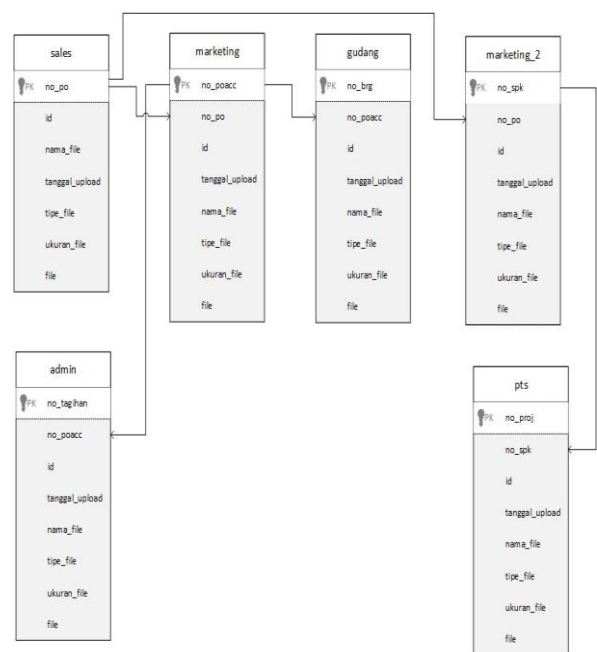 sales
PK no_po
id
nama_file
tanggal_upload
tipe_file
ukuran_file
file
marketing
PK no_poacc
no_po
id
tanggal_upload
nama_file
tipe_file
ukuran_file
file
gudang
PK no_brg
no_poacc
id
tanggal_upload
nama_file
tipe_file
ukuran_file
file
marketing_2
PK no_spk
no_po
id
tanggal_upload
nama_file
tipe_file
ukuran_file
file
admin
PK no_tagihan
no_poacc
id
tanggal_upload
nama_file
tipe_file
ukuran_file
file
pts
PK no_proj
no_spk
id
tanggal_upload
nama_file
tipe_file
ukuran_file
file